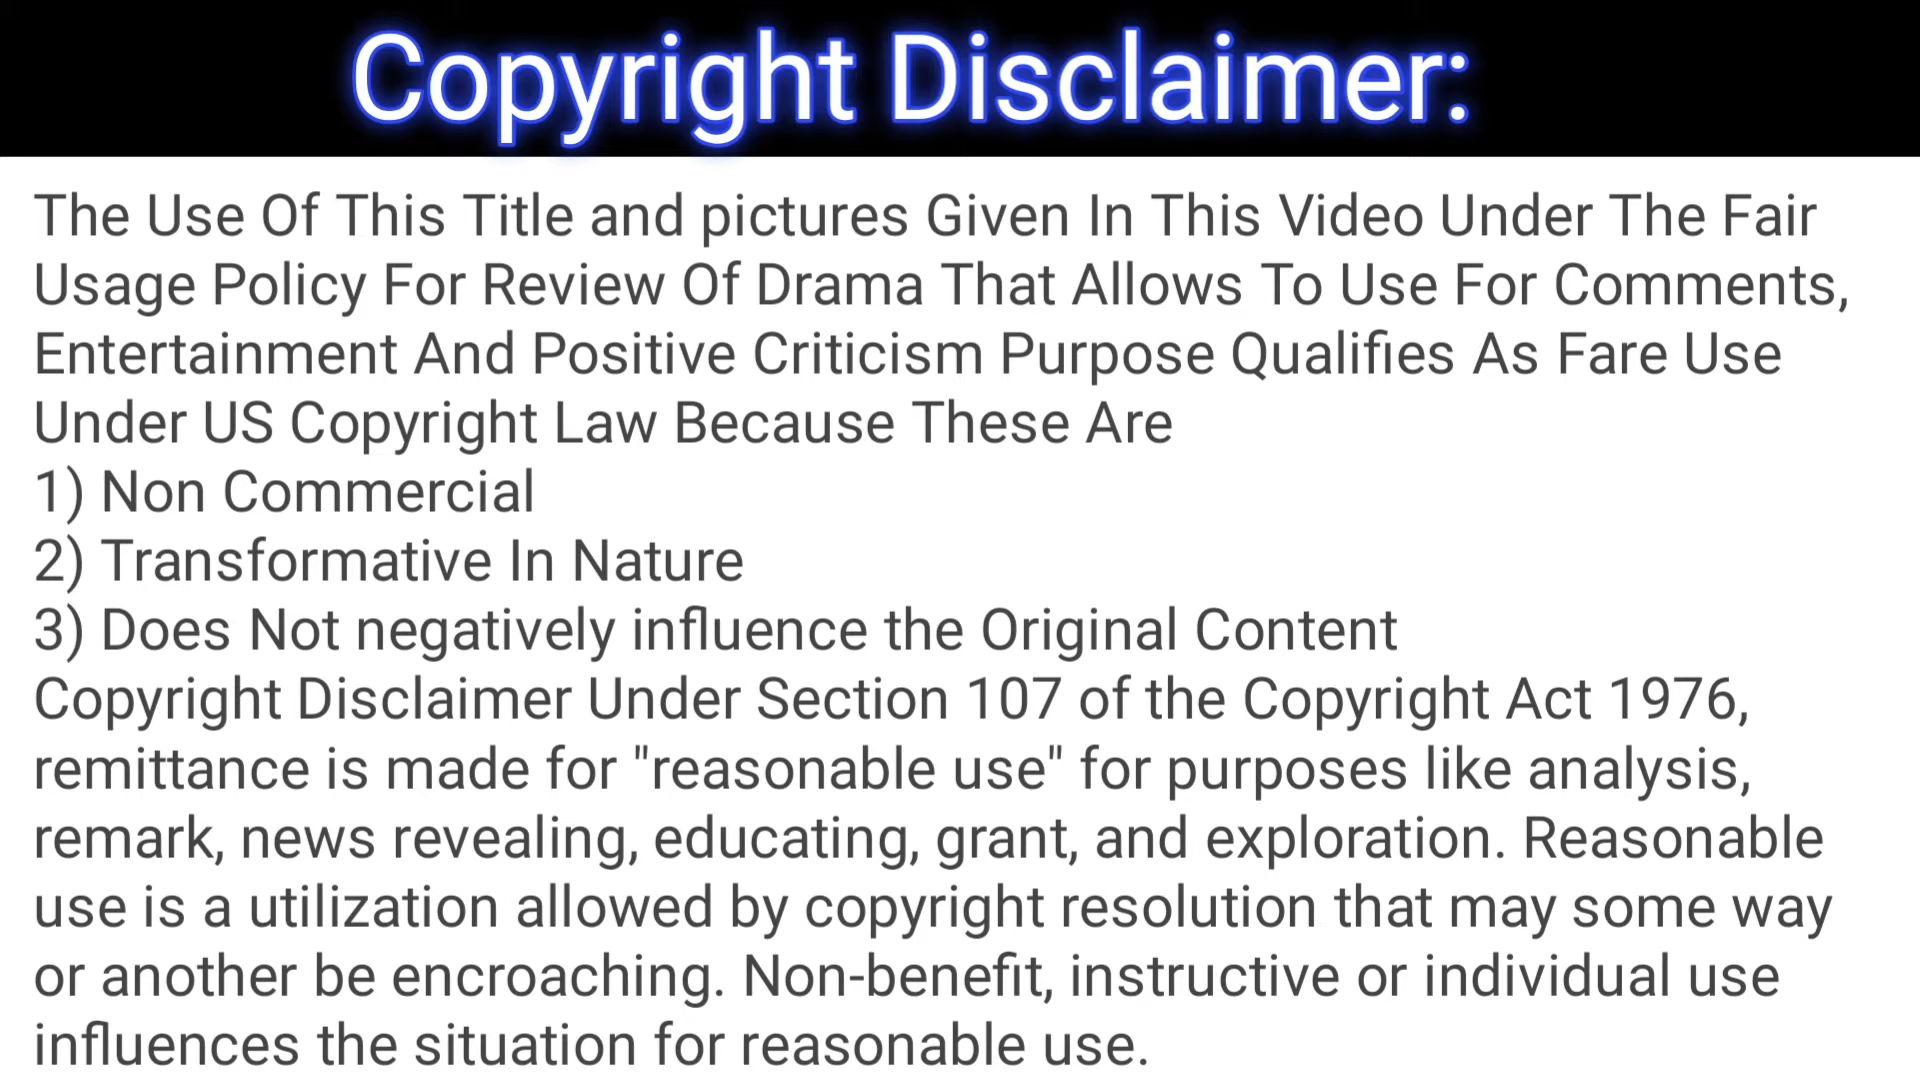 Copyright Disclaimer:
The Use Of This Title and pictures Given In This Video Under The Fair
Usage Policy For Review Of Drama That Allows To Use For Comments,
Entertainment And Positive Criticism Purpose Qualifies As Fare Use
Under US Copyright Law Because These Are
1) Non Commercial
2) Transformative In Nature
3) Does Not negatively influence the Original Content
Copyright Disclaimer Under Section 107 of the Copyright Act 1976,
remittance is made for "reasonable use" for purposes like analysis,
remark, news revealing, educating, grant, and exploration. Reasonable
use is a utilization allowed by copyright resolution that may some way
or another be encroaching. Non-benefit, instructive or individual use
influences the situation for reasonable use.